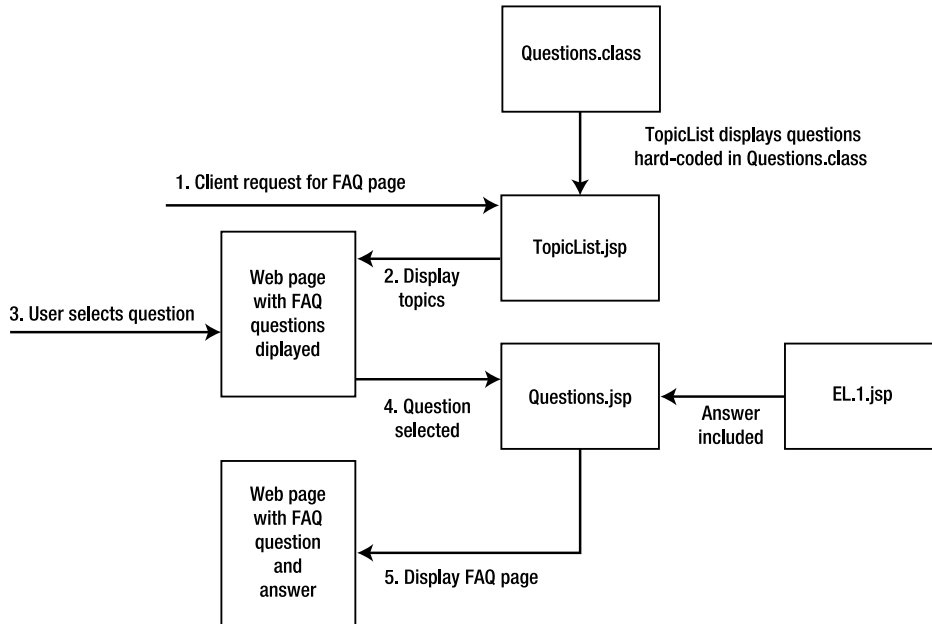 Questions.class
TopicList displays questions
hard-coded in Questions.class
1. Client request for FAQ page
TopicList.jsp
2. Display
topics
Web page
with FAQ
questions
diplayed
3. User selects question
4. Question
selected
Questions.jsp
Answer
included
EL.1.jsp
Web page
with FAQ
question
and
answer
5. Display FAQ page